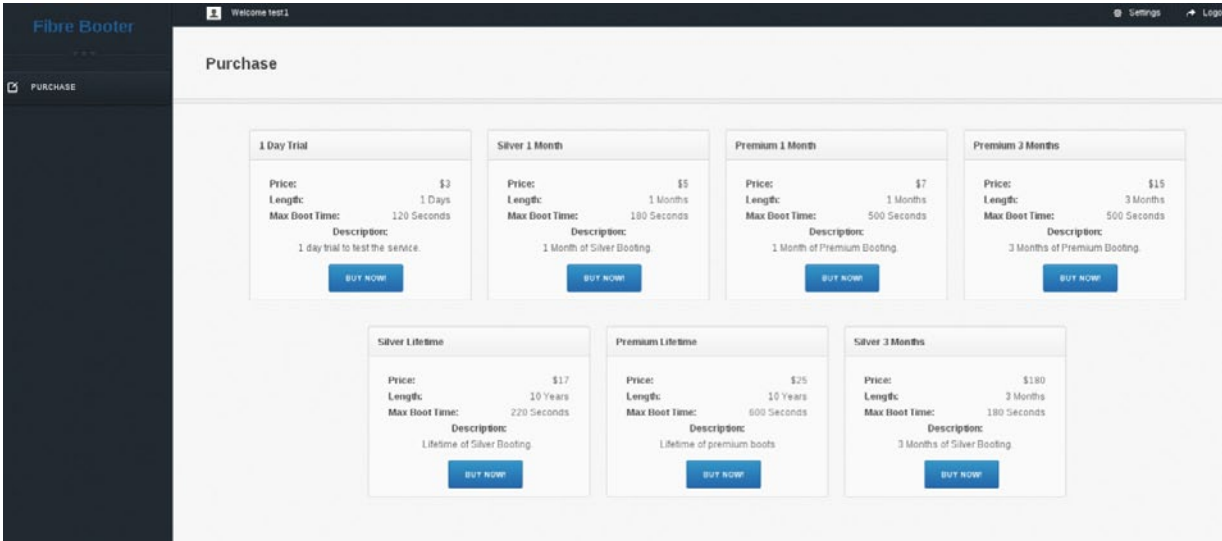 Fibre Booter
Welcome test1
Settings
Logo
PURCHASE
Purchase
1 Day Trial
Price: $3
Length: 1 Days
Max Boot Time: 120 Seconds
Description:
1 day trial to test the service.
BUY NOW!
Silver 1 Month
Price: $5
Length: 1 Months
Max Boot Time: 180 Seconds
Description:
1 Month of Silver Booting.
BUY NOW!
Premium 1 Month
Price: $7
Length: 1 Months
Max Boot Time: 500 Seconds
Description:
1 Month of Premium Booting.
BUY NOW!
Premium 3 Months
Price: $15
Length: 3 Months
Max Boot Time: 500 Seconds
Description:
3 Months of Premium Booting.
BUY NOW!
Silver Lifetime
Price: $17
Length: 10 Years
Max Boot Time: 220 Seconds
Description:
Lifetime of Silver Booting.
BUY NOW!
Premium Lifetime
Price: $25
Length: 10 Years
Max Boot Time: 600 Seconds
Description:
Lifetime of premium boots
BUY NOW!
Silver 3 Months
Price: $180
Length: 3 Months
Max Boot Time: 180 Seconds
Description:
3 Months of Silver Booting.
BUY NOW!